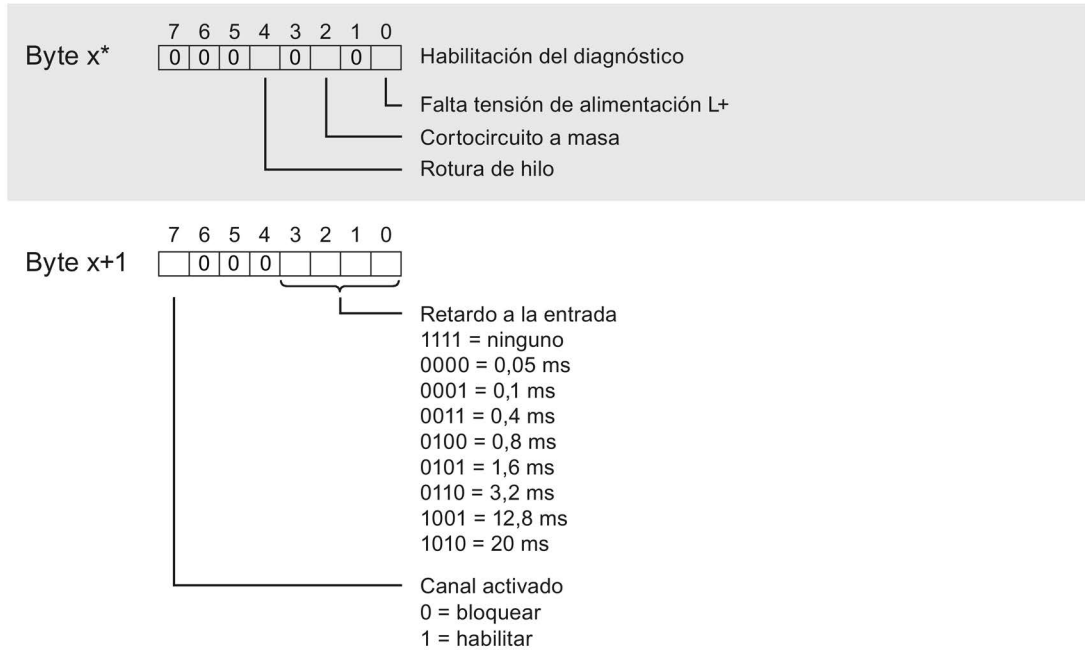 7 6 5 4 3 2 1 0
Byte x* 0 0 0 0 0 Habilitación del diagnóstico
Falta tensión de alimentación L+
Cortocircuito a masa
Rotura de hilo
7 6 5 4 3 2 1 0
Byte x+1 0 0 0
Retardo a la entrada
1111 = ninguno
0000 = 0,05 ms
0001 = 0,1 ms
0011 = 0,4 ms
0100 = 0,8 ms
0101 = 1,6 ms
0110 = 3,2 ms
1001 = 12,8 ms
1010 = 20 ms
Canal activado
0 = bloquear
1 = habilitar